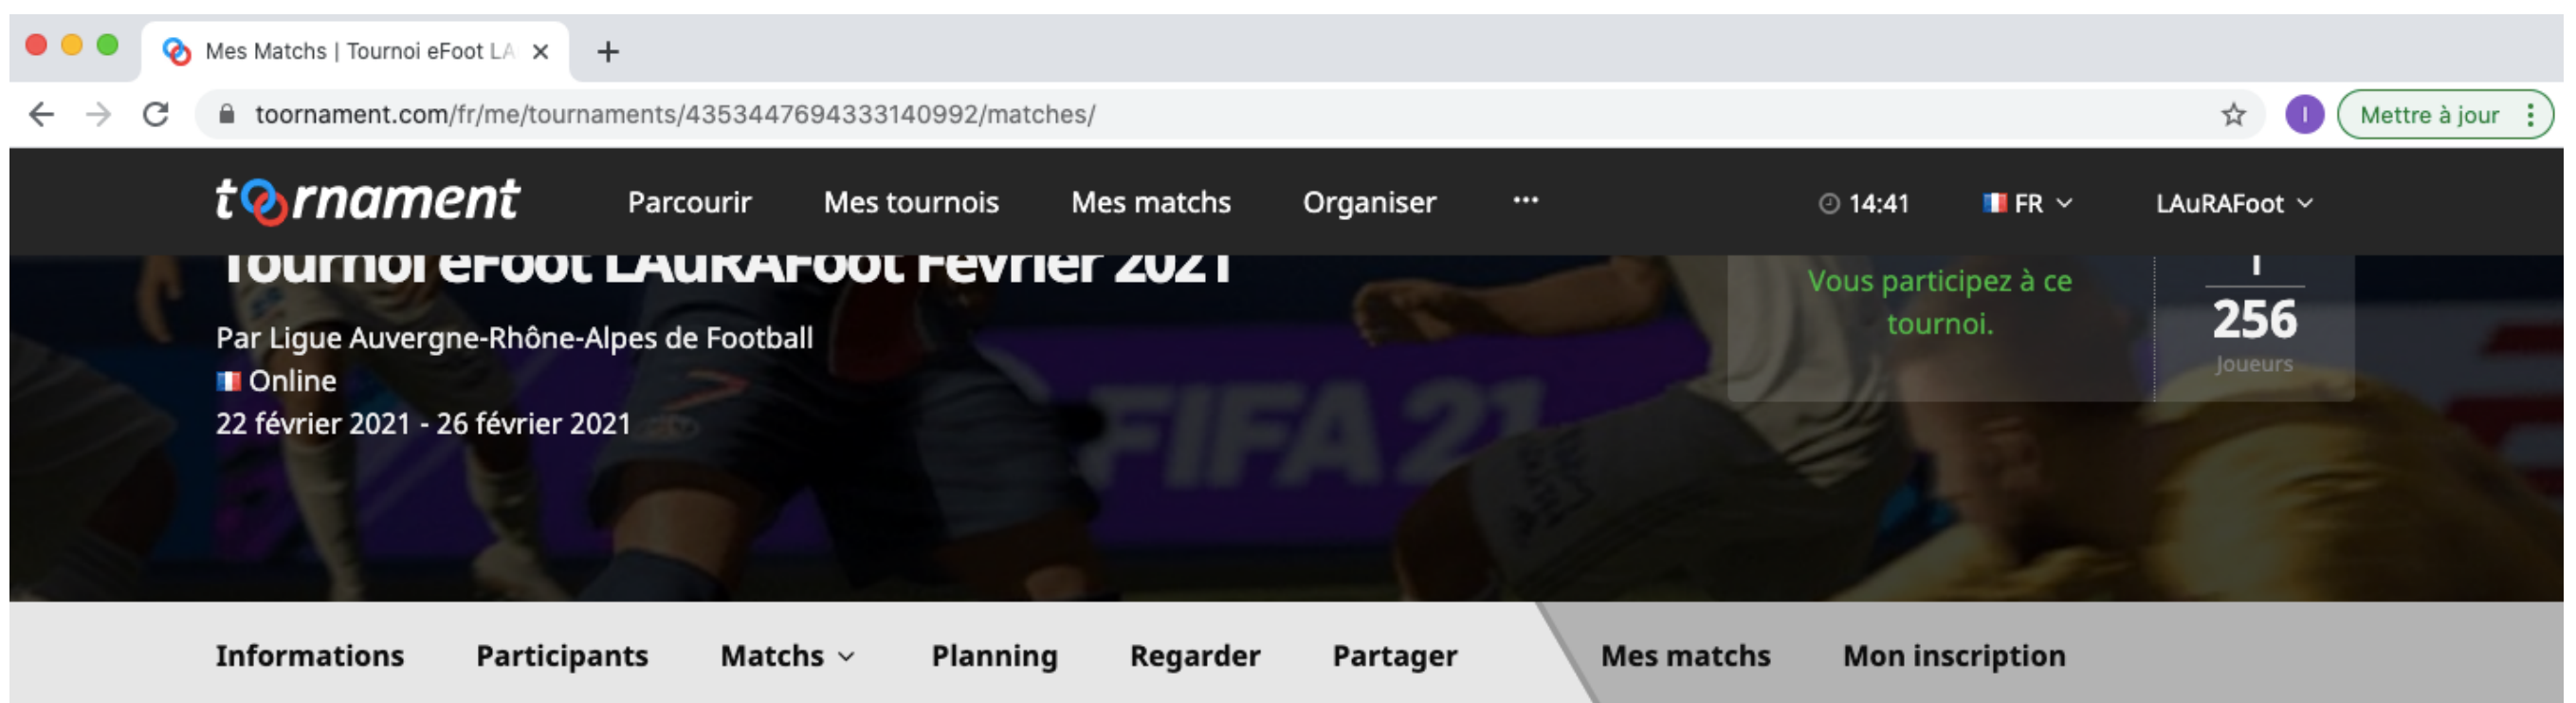 Mes Matchs | Tournoi eFoot LA
toornament.com/fr/me/tournaments/4353447694333140992/matches/
I
Mettre à jour
toornament
Parcourir
Mes tournois
Mes matchs
Organiser
...
14:41
FR
LAuRAFoot
Tournoi eFoot LAuRAFoot Février 2021
Par Ligue Auvergne-Rhône-Alpes de Football
Online
22 février 2021 - 26 février 2021
Vous participez à ce
tournoi.
1
256
Joueurs
FIFA 21
Informations
Participants
Matchs
Planning
Regarder
Partager
Mes matchs
Mon inscription